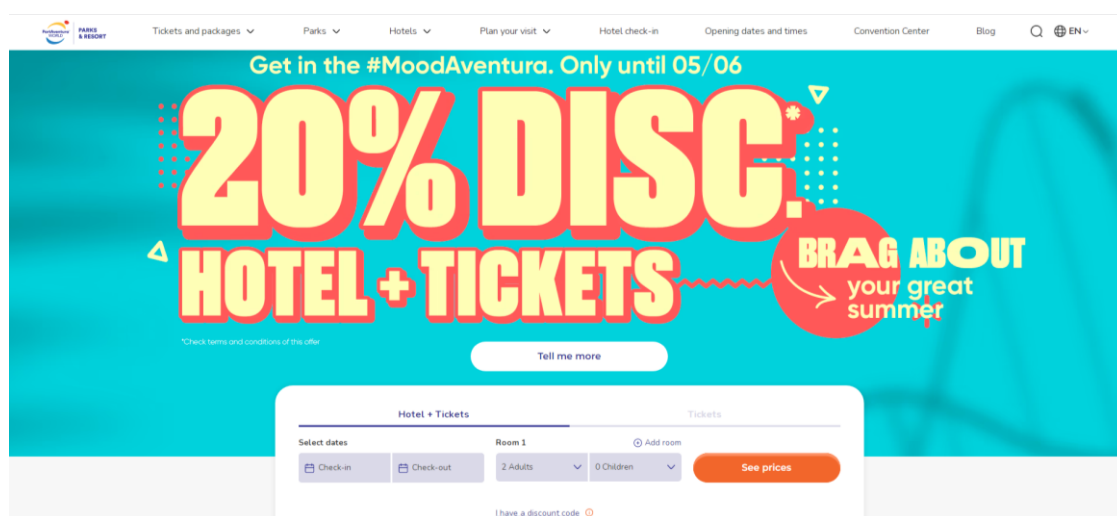 PortAventura WORLD
PARKS & RESORT
Tickets and packages
Parks
Hotels
Plan your visit
Hotel check-in
Opening dates and times
Convention Center
Blog
EN
Get in the #MoodAventura. Only until 05/06
20% DISC.*
HOTEL + TICKETS
BRAG ABOUT
your great
summer
*Check terms and conditions of this offer
Tell me more
Hotel + Tickets
Tickets
Select dates
Room 1
Add room
Check-in
Check-out
2 Adults
0 Children
See prices
I have a discount code